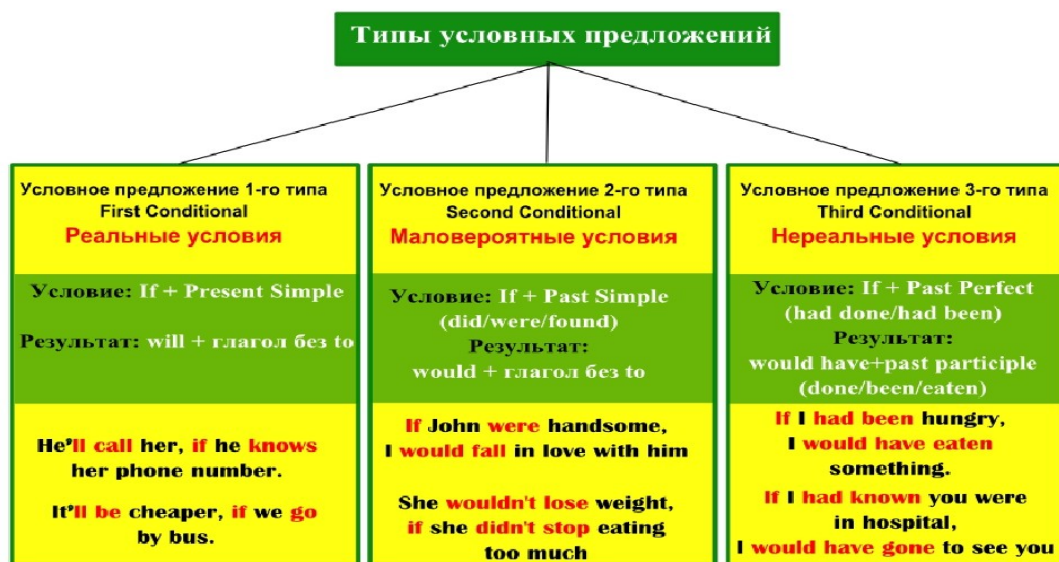 Типы условных предложений
Условное предложение 1-го типа
First Conditional
Реальные условия
Условие: If + Present Simple
Результат: will + глагол без to
He'll call her, if he knows
her phone number.
It'll be cheaper, if we go
by bus.
Условное предложение 2-го типа
Second Conditional
Маловероятные условия
Условие: If + Past Simple
(did/were/found)
Результат:
would + глагол без to
If John were handsome,
I would fall in love with him
She wouldn't lose weight,
if she didn't stop eating
too much
Условное предложение 3-го типа
Third Conditional
Нереальные условия
Условие: If + Past Perfect
(had done/had been)
Результат:
would have+past participle
(done/been/eaten)
If I had been hungry,
I would have eaten
something.
If I had known you were
in hospital,
I would have gone to see you